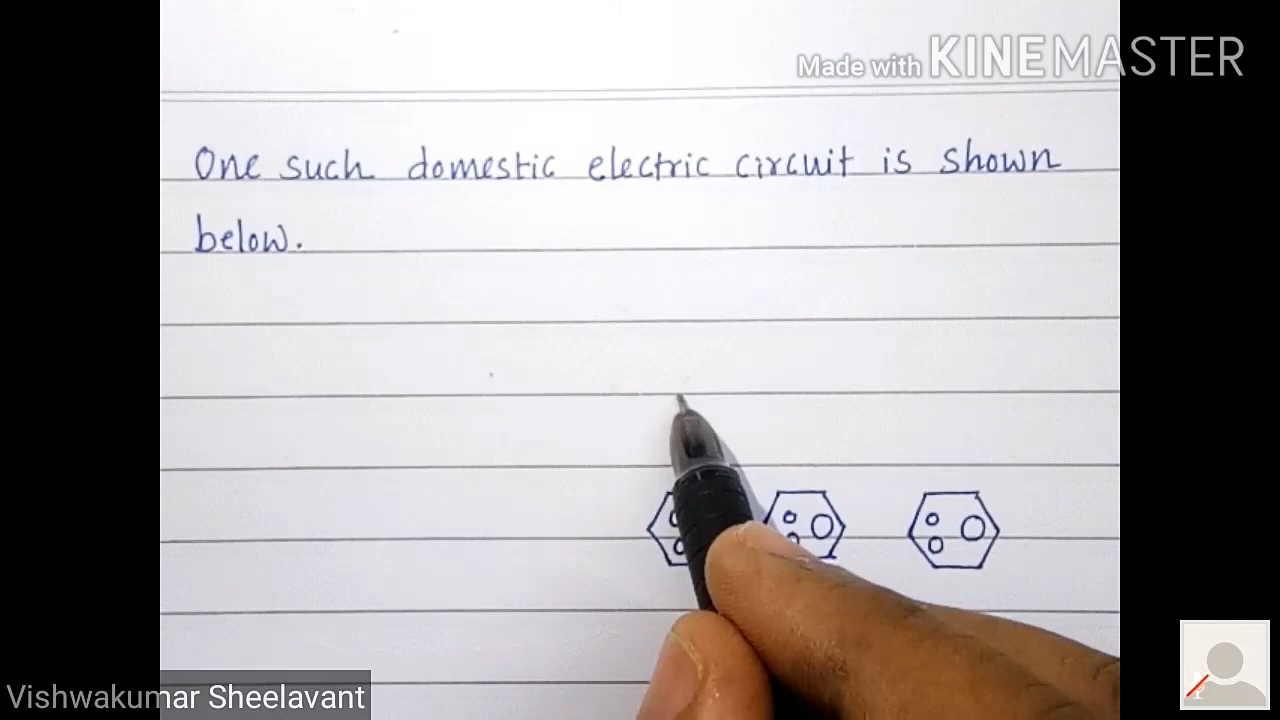 Made with KINEMASTER
One such domestic electric circuit is shown
below.
Vishwakumar Sheelavant